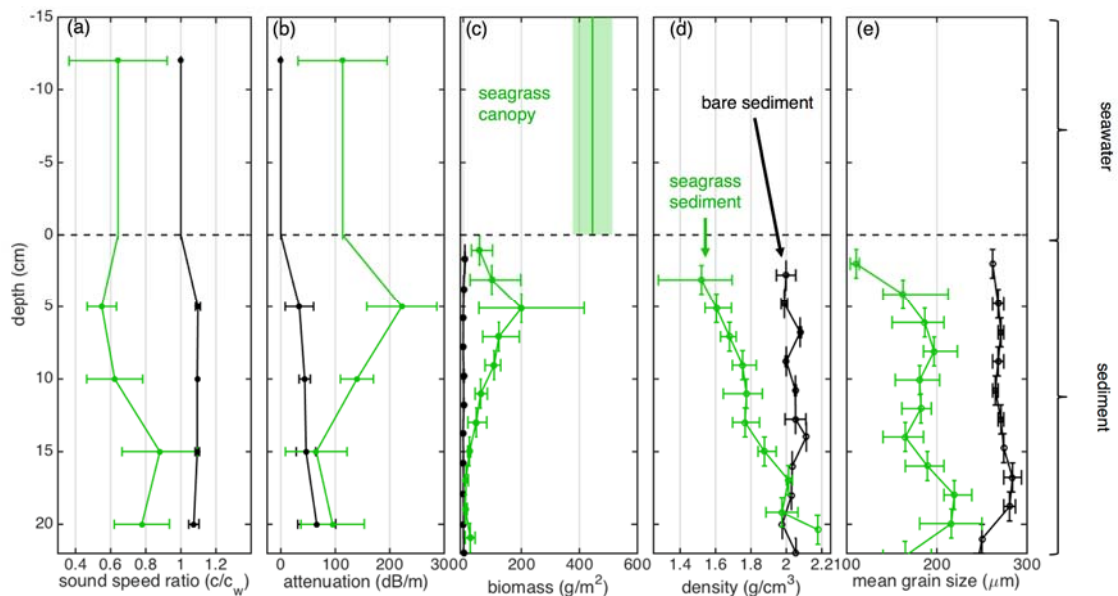 (a) (b) (c) (d) (e)
-15
-10
-5
0
5
10
15
20
depth (cm)
seagrass
canopy
bare sediment
seagrass
sediment
seawater
sediment
0.4 0.6 0.8 1 1.2
sound speed ratio (c/c_w)
0 100 200 300
attenuation (dB/m)
0 100 200 300 400 500 600
biomass (g/m²)
1.4 1.6 1.8 2 2.2
density (g/cm³)
100 200 300
mean grain size (μm)